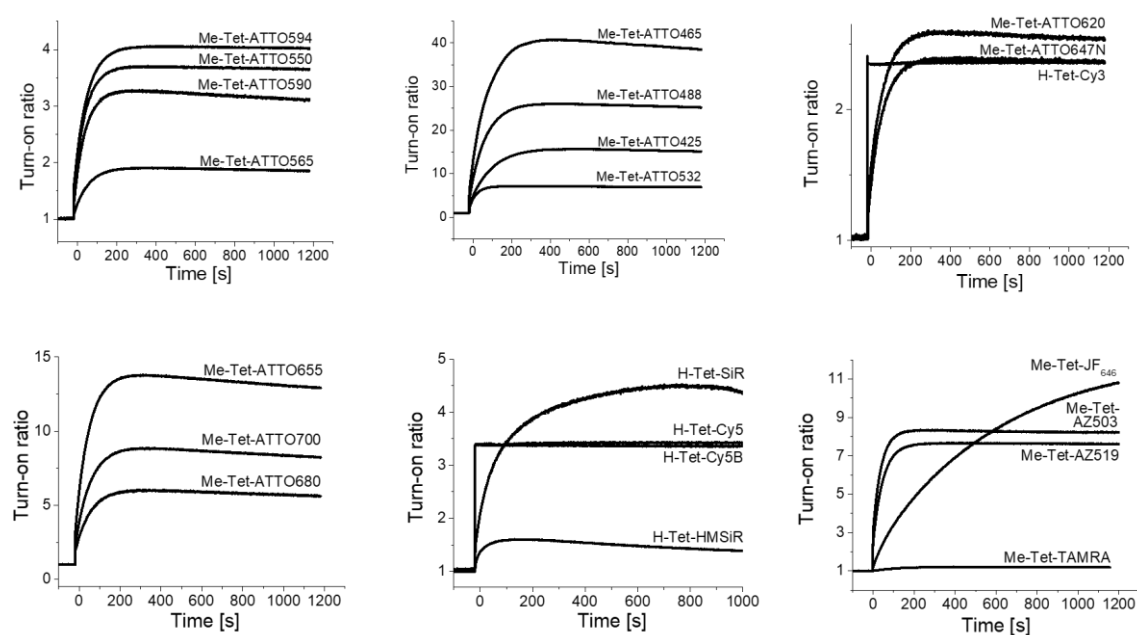 Turn-on ratio
4
3
2
1
Me-Tet-ATTO594
Me-Tet-ATTO550
Me-Tet-ATTO590
Me-Tet-ATTO565
0 200 400 600 800 1000 1200
Time [s]
Turn-on ratio
40
30
20
10
0
Me-Tet-ATTO465
Me-Tet-ATTO488
Me-Tet-ATTO425
Me-Tet-ATTO532
0 200 400 600 800 1000 1200
Time [s]
Turn-on ratio
2
1
Me-Tet-ATTO620
Me-Tet-ATTO647N
H-Tet-Cy3
0 200 400 600 800 1000 1200
Time [s]
Turn-on ratio
15
10
5
0
Me-Tet-ATTO655
Me-Tet-ATTO700
Me-Tet-ATTO680
0 200 400 600 800 1000 1200
Time [s]
Turn-on ratio
5
4
3
2
1
H-Tet-SiR
H-Tet-Cy5
H-Tet-Cy5B
H-Tet-HMSiR
0 200 400 600 800 1000
Time [s]
Turn-on ratio
11
9
7
5
3
1
Me-Tet-JF646
Me-Tet-
AZ503
Me-Tet-AZ519
Me-Tet-TAMRA
0 200 400 600 800 1000 1200
Time [s]